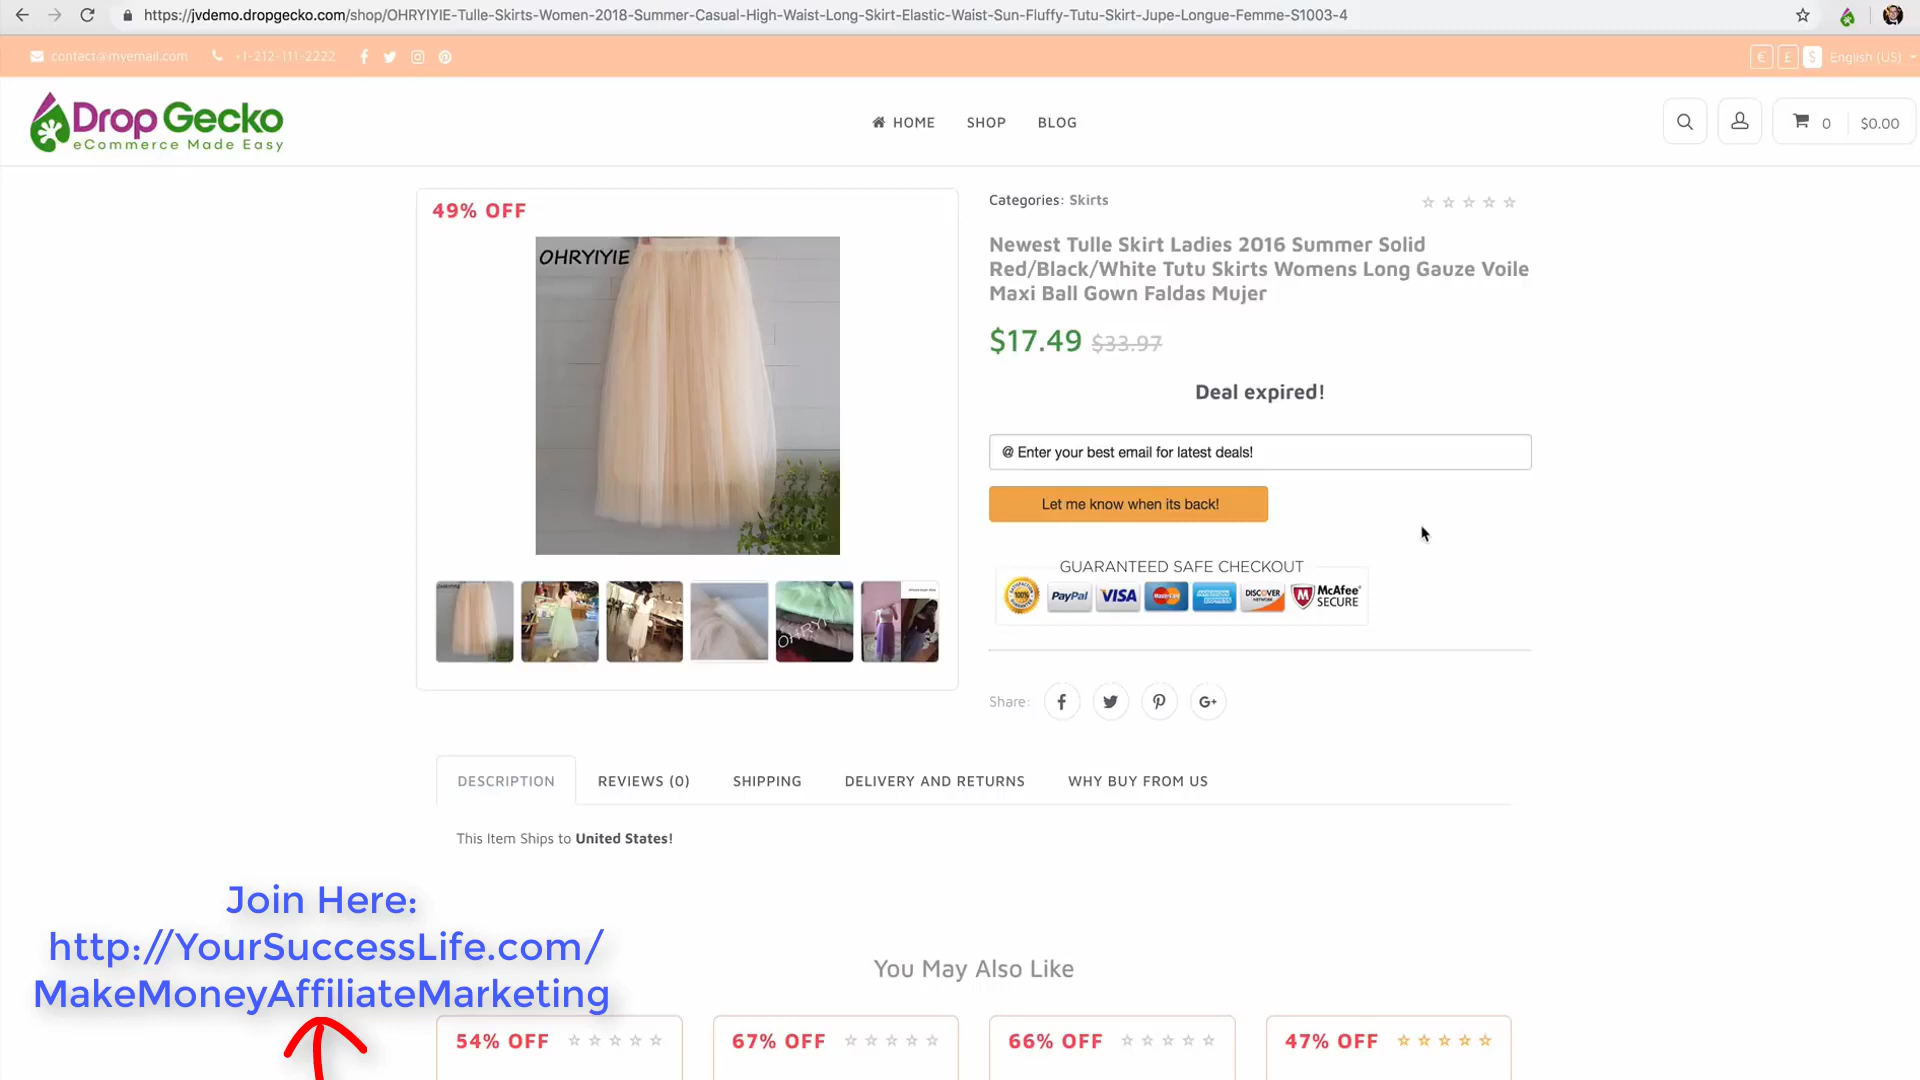 https://jvdemo.dropgecko.com/shop/OHRYIYIE-Tulle-Skirts-Women-2018-Summer-Casual-High-Waist-Long-Skirt-Elastic-Waist-Sun-Fluffy-Tutu-Skirt-Jupe-Longue-Femme-S1003-4
contact@myemail.com +1-212-111-2222
€ £ $ English (US)
Drop Gecko
eCommerce Made Easy
HOME SHOP BLOG
0 $0.00
49% OFF
OHRYIYIE
Categories: Skirts
Newest Tulle Skirt Ladies 2016 Summer Solid
Red/Black/White Tutu Skirts Womens Long Gauze Voile
Maxi Ball Gown Faldas Mujer
$17.49 $33.97
Deal expired!
@ Enter your best email for latest deals!
Let me know when its back!
GUARANTEED SAFE CHECKOUT
100% PayPal VISA MasterCard AMERICAN EXPRESS DISCOVER McAfee SECURE
Share:
DESCRIPTION REVIEWS (0) SHIPPING DELIVERY AND RETURNS WHY BUY FROM US
This Item Ships to United States!
Join Here:
http://YourSuccessLife.com/
MakeMoneyAffiliateMarketing
You May Also Like
54% OFF 67% OFF 66% OFF 47% OFF